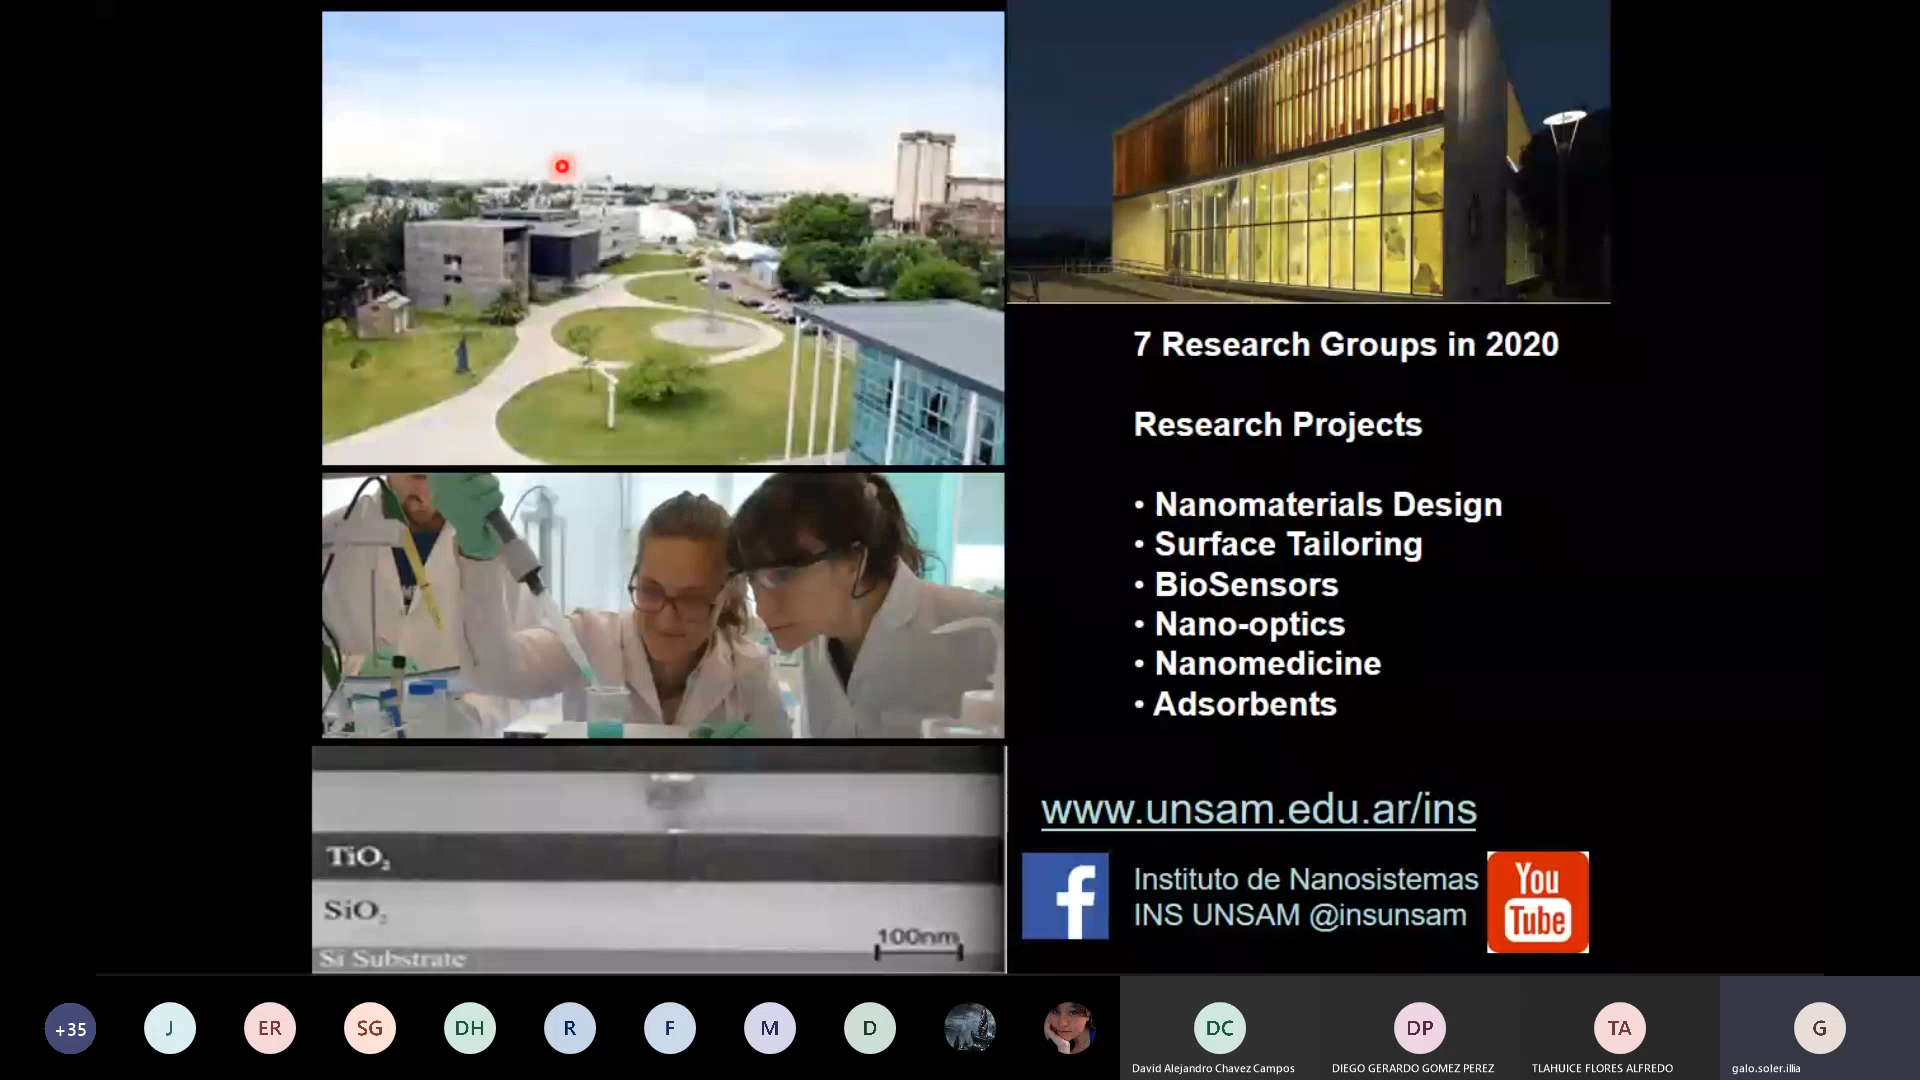 7 Research Groups in 2020
Research Projects
• Nanomaterials Design
• Surface Tailoring
• BioSensors
• Nano-optics
• Nanomedicine
• Adsorbents
www.unsam.edu.ar/ins
f
Instituto de Nanosistemas
INS UNSAM @insunsam
You
Tube
TiO₂
SiO₂
100nm
Si Substrate
+35
J
ER
SG
DH
R
F
M
D
DC
David Alejandro Chavez Campos
DP
DIEGO GERARDO GOMEZ PEREZ
TA
TLAHUICE FLORES ALFREDO
G
galo.soler.illia